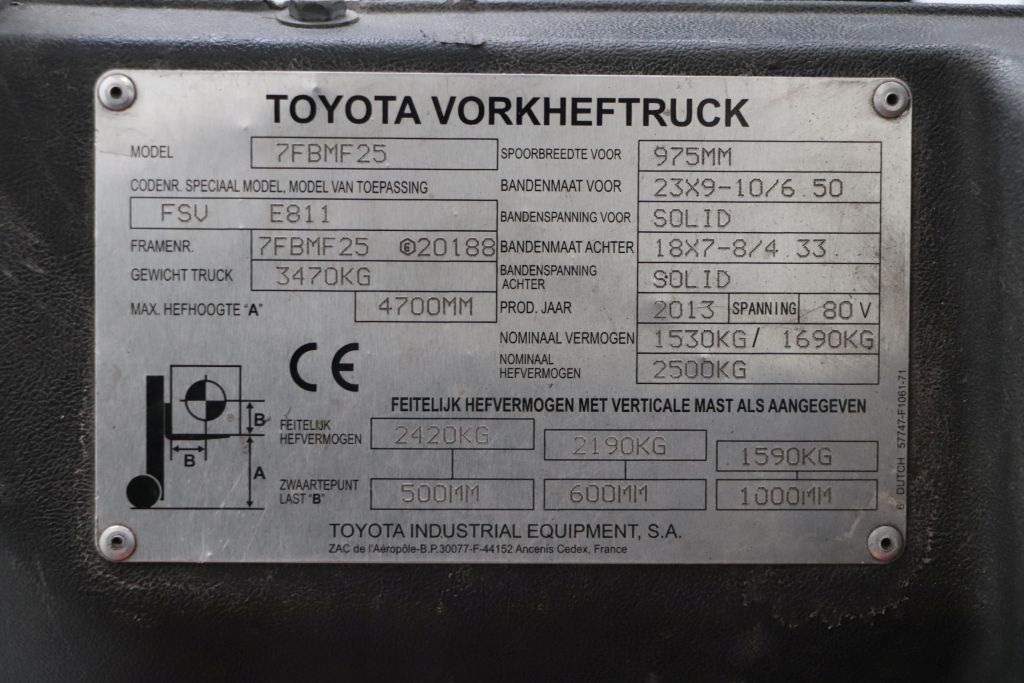 TOYOTA VORKHEFTRUCK
MODEL 7FBMF25
CODENR. SPECIAAL MODEL, MODEL VAN TOEPASSING
FSV E811
FRAMENR. 7FBMF25 Ⓔ20188
GEWICHT TRUCK 3470KG
MAX. HEFHOOGTE "A" 4700MM
SPOORBREEDTE VOOR 975MM
BANDENMAAT VOOR 23X9-10/6.50
BANDENSPANNING VOOR SOLID
BANDENMAAT ACHTER 18X7-8/4.33
BANDENSPANNING
ACHTER SOLID
PROD. JAAR 2013 SPANNING 80 V
NOMINAAL VERMOGEN 1530KG/ 1690KG
NOMINAAL
HEFVERMOGEN 2500KG
CE
B
B
A
FEITELIJK HEFVERMOGEN MET VERTICALE MAST ALS AANGEGEVEN
FEITELIJK
HEFVERMOGEN 2420KG 2190KG 1590KG
ZWAARTEPUNT
LAST "B" 500MM 600MM 1000MM
TOYOTA INDUSTRIAL EQUIPMENT, S.A.
ZAC de l'Aéropôle-B.P.30077-F-44152 Ancenis Cedex, France
6 DUTCH 57747-F1061-71